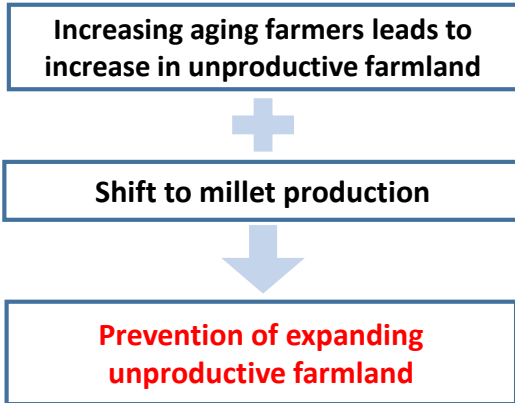 Increasing aging farmers leads to
increase in unproductive farmland
Shift to millet production
Prevention of expanding
unproductive farmland